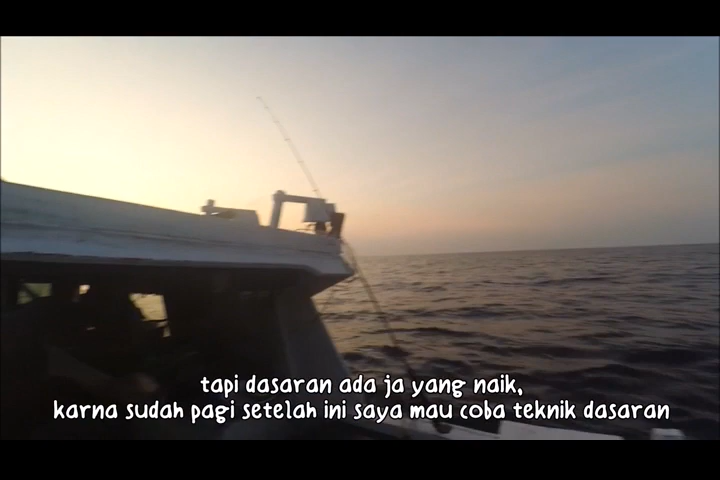 tapi dasaran ada ja yang naik,
karna sudah pagi setelah ini saya mau coba teknik dasaran